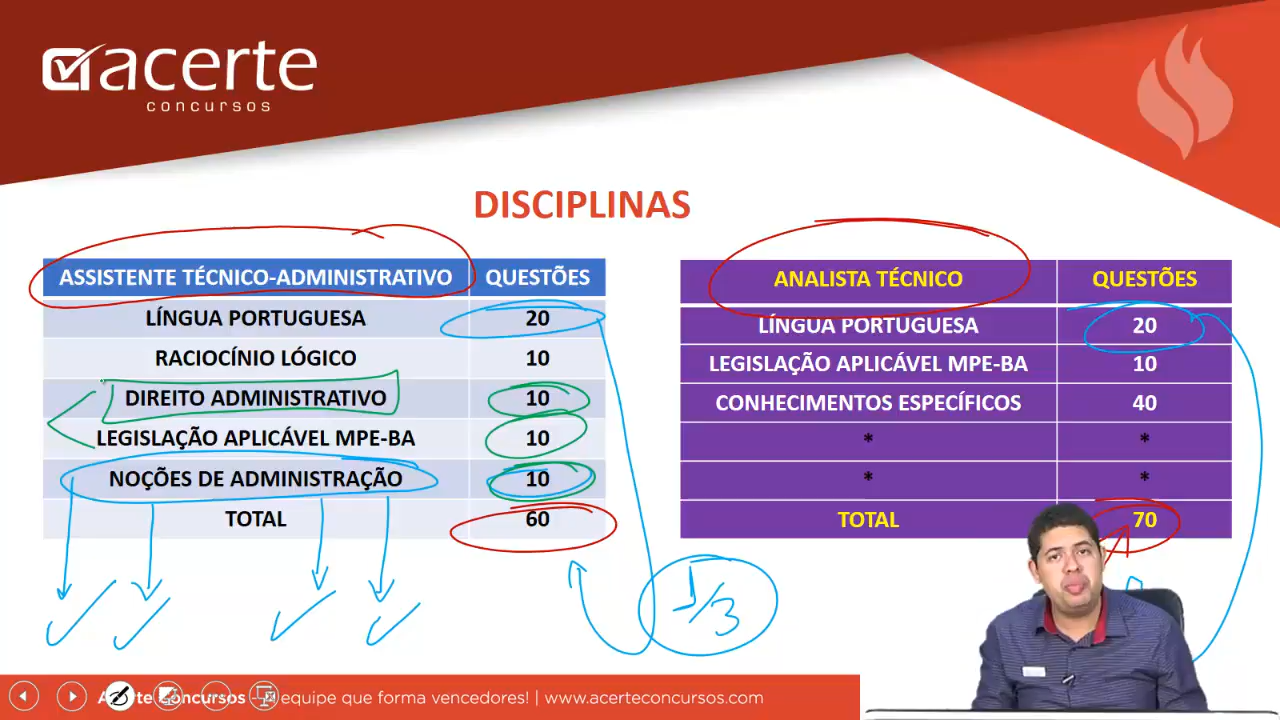 acerte
concursos
DISCIPLINAS
ASSISTENTE TÉCNICO-ADMINISTRATIVO QUESTÕES
LÍNGUA PORTUGUESA 20
RACIOCÍNIO LÓGICO 10
DIREITO ADMINISTRATIVO 10
LEGISLAÇÃO APLICÁVEL MPE-BA 10
NOÇÕES DE ADMINISTRAÇÃO 10
TOTAL 60
ANALISTA TÉCNICO QUESTÕES
LÍNGUA PORTUGUESA 20
LEGISLAÇÃO APLICÁVEL MPE-BA 10
CONHECIMENTOS ESPECÍFICOS 40
* *
* *
TOTAL 70
1/3
Concursos equipe que forma vencedores! | www.acerteconcursos.com